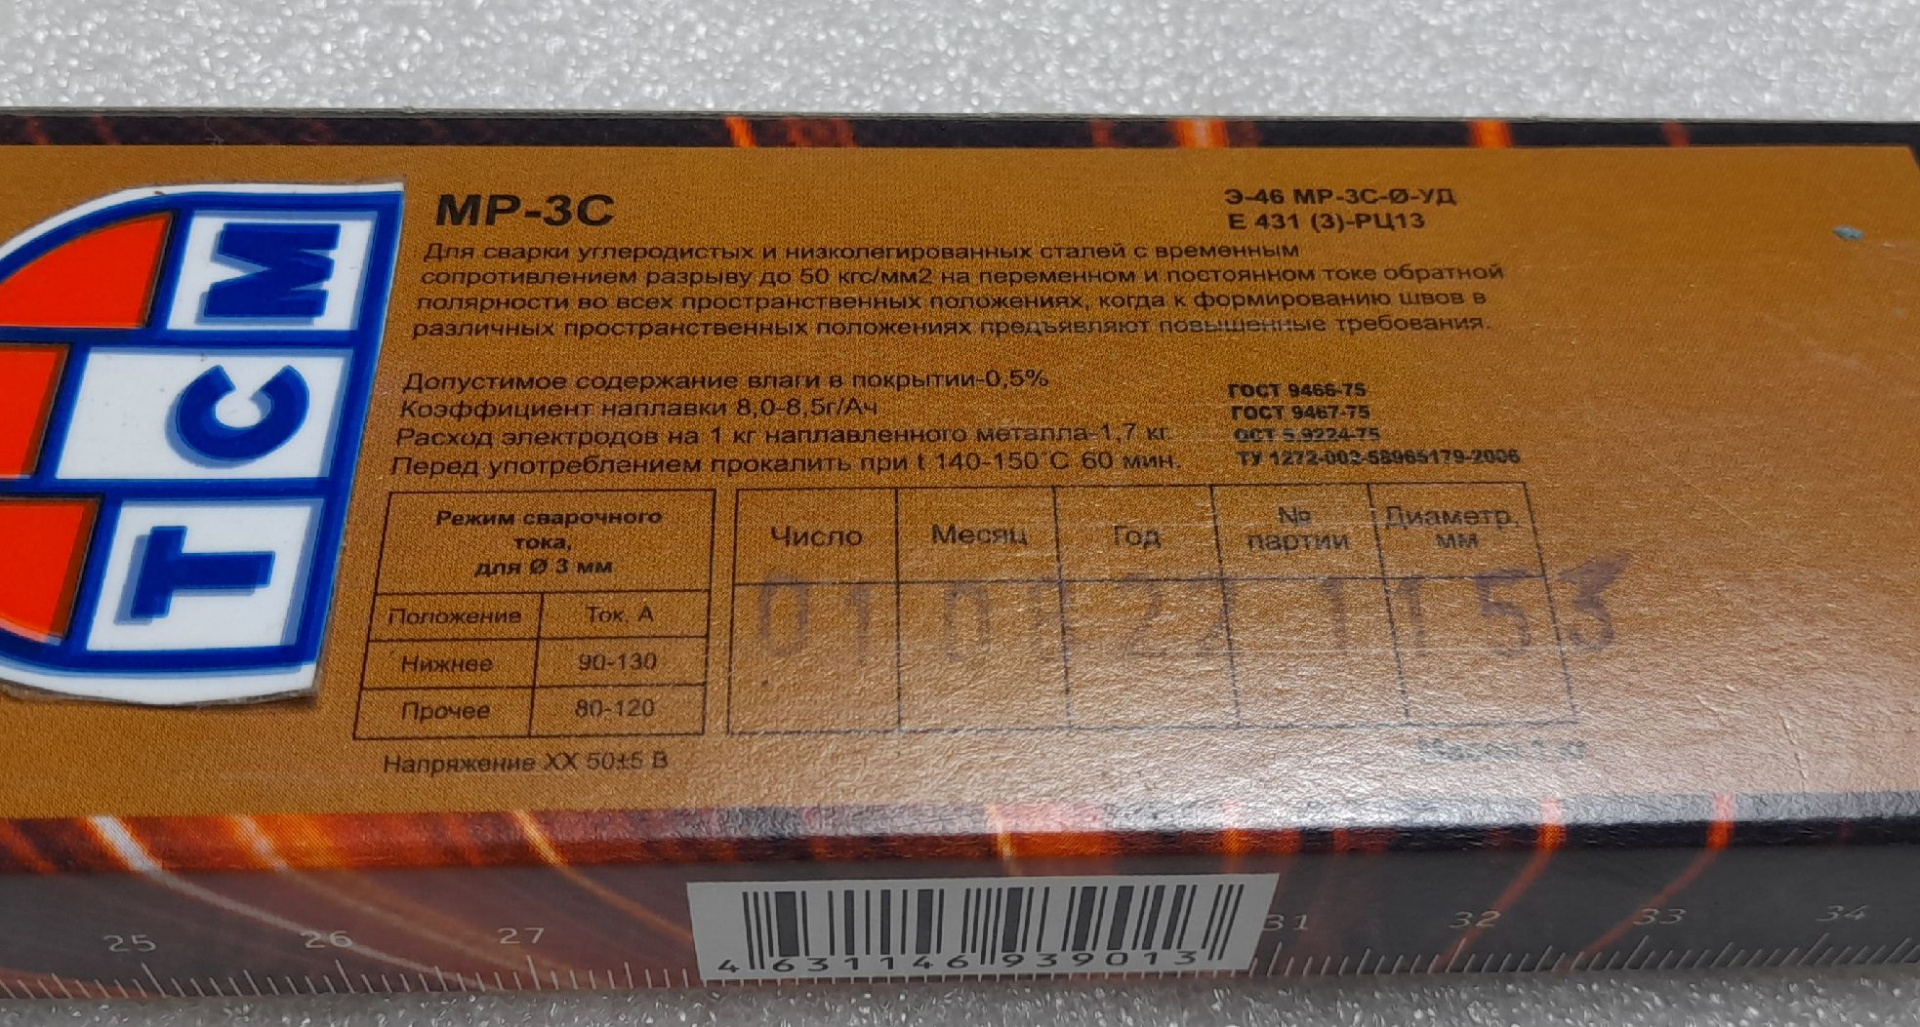 ТСМ
МР-3С
Э-46 МР-3С-Ø-УД
Е 431 (3)-РЦ13
Для сварки углеродистых и низколегированных сталей с временным
сопротивлением разрыву до 50 кгс/мм2 на переменном и постоянном токе обратной
полярности во всех пространственных положениях, когда к формированию швов в
различных пространственных положениях предъявляют повышенные требования.
Допустимое содержание влаги в покрытии-0,5%
Коэффициент наплавки 8,0-8,5г/Ач
Расход электродов на 1 кг наплавленного металла-1,7 кг
Перед употреблением прокалить при t 140-150°С 60 мин.
ГОСТ 9466-75
ГОСТ 9467-75
ОСТ 5.9224-75
ТУ 1272-002-58965179-2006
Режим сварочного
тока,
для Ø 3 мм
Положение Ток, А
Нижнее 90-130
Прочее 80-120
Напряжение ХХ 50±5 В
Число Месяц Год № партии Диаметр, мм
01 01 22 115 3
4631146939013
25 26 27 31 32 33 34